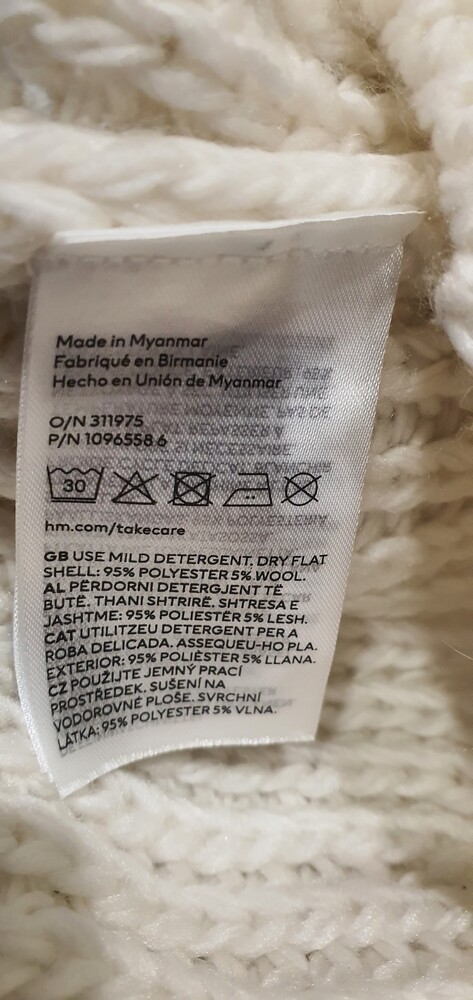 Made in Myanmar
Fabriqué en Birmanie
Hecho en Unión de Myanmar
O/N 311975
P/N 1096558.6
30
hm.com/takecare
GB USE MILD DETERGENT. DRY FLAT
SHELL: 95% POLYESTER 5% WOOL.
AL PËRDORNI DETERGJENT TË
BUTË. THANI SHTRIRË. SHTRESA E
JASHTME: 95% POLIESTËR 5% LESH.
CAT UTILITZEU DETERGENT PER A
ROBA DELICADA. ASSEQUEU-HO PLA.
EXTERIOR: 95% POLIÈSTER 5% LLANA.
CZ POUŽIJTE JEMNÝ PRACÍ
PROSTŘEDEK. SUŠENÍ NA
VODOROVNÉ PLOŠE. SVRCHNÍ
LÁTKA: 95% POLYESTER 5% VLNA.